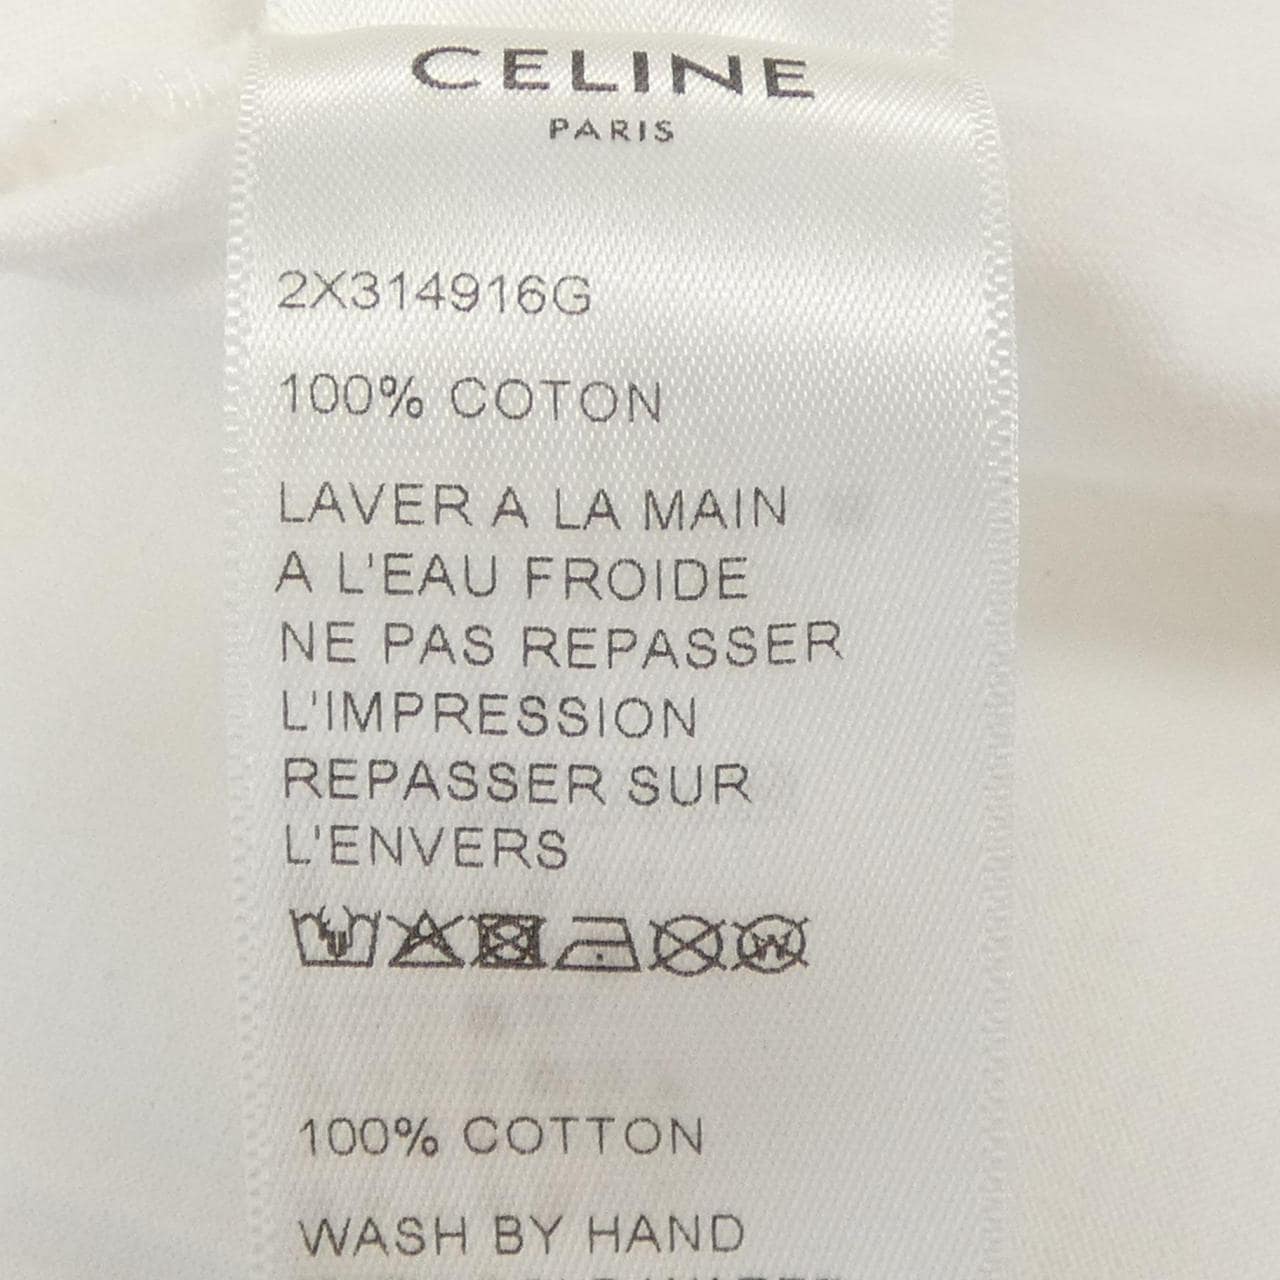 CELINE
PARIS
2X314916G
100% COTON
LAVER A LA MAIN
A L'EAU FROIDE
NE PAS REPASSER
L'IMPRESSION
REPASSER SUR
L'ENVERS
100% COTTON
WASH BY HAND